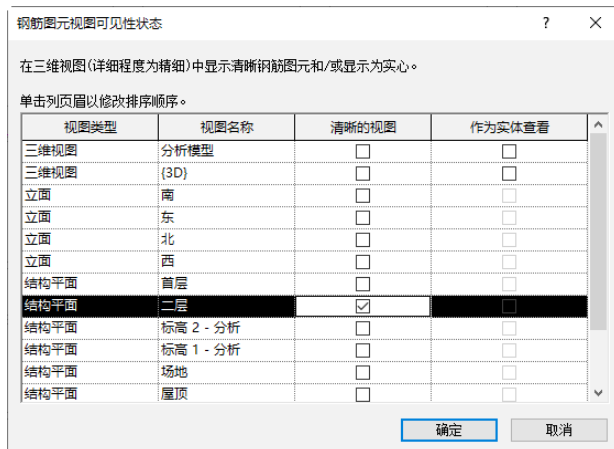 钢筋图元视图可见性状态 ? ×
在三维视图(详细程度为精细)中显示清晰钢筋图元和/或显示为实心。
单击列页眉以修改排序顺序。
视图类型 视图名称 清晰的视图 作为实体查看
三维视图 分析模型
三维视图 {3D}
立面 南
立面 东
立面 北
立面 西
结构平面 首层
结构平面 二层
结构平面 标高 2 - 分析
结构平面 标高 1 - 分析
结构平面 场地
结构平面 屋顶
确定 取消